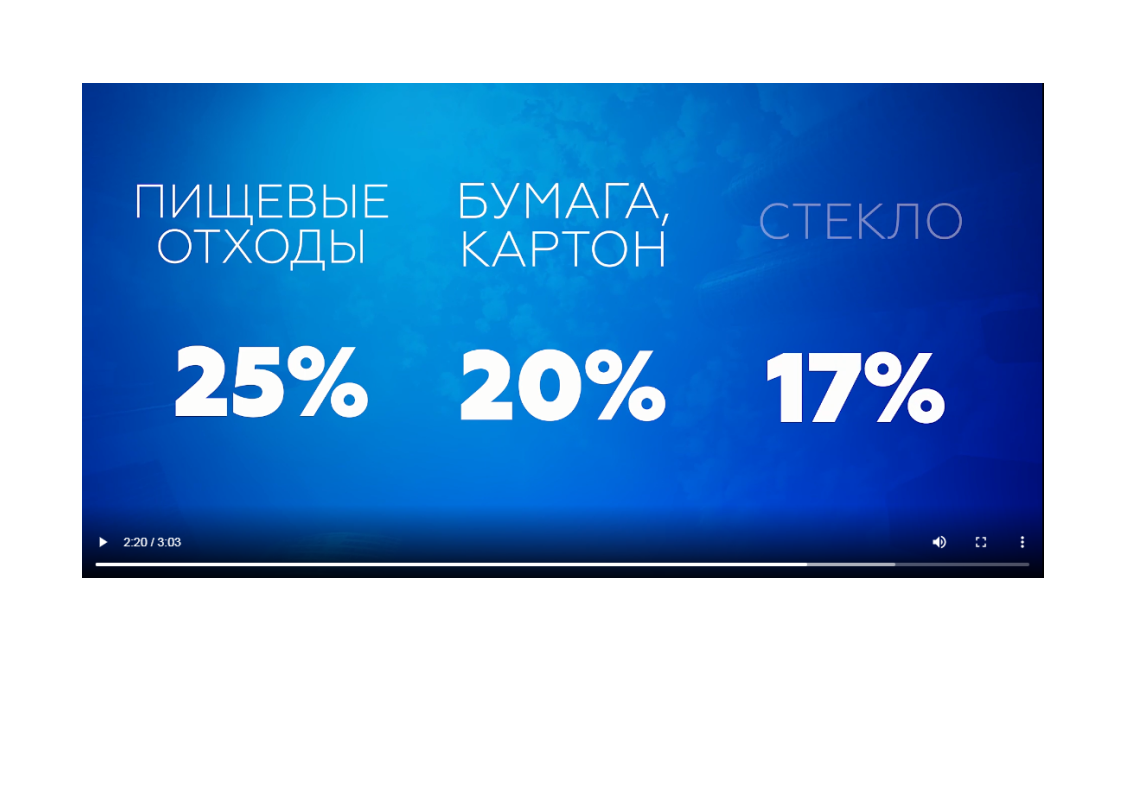 ПИЩЕВЫЕ
ОТХОДЫ
БУМАГА,
КАРТОН
СТЕКЛО
25%
20%
17%
2:20 / 3:03